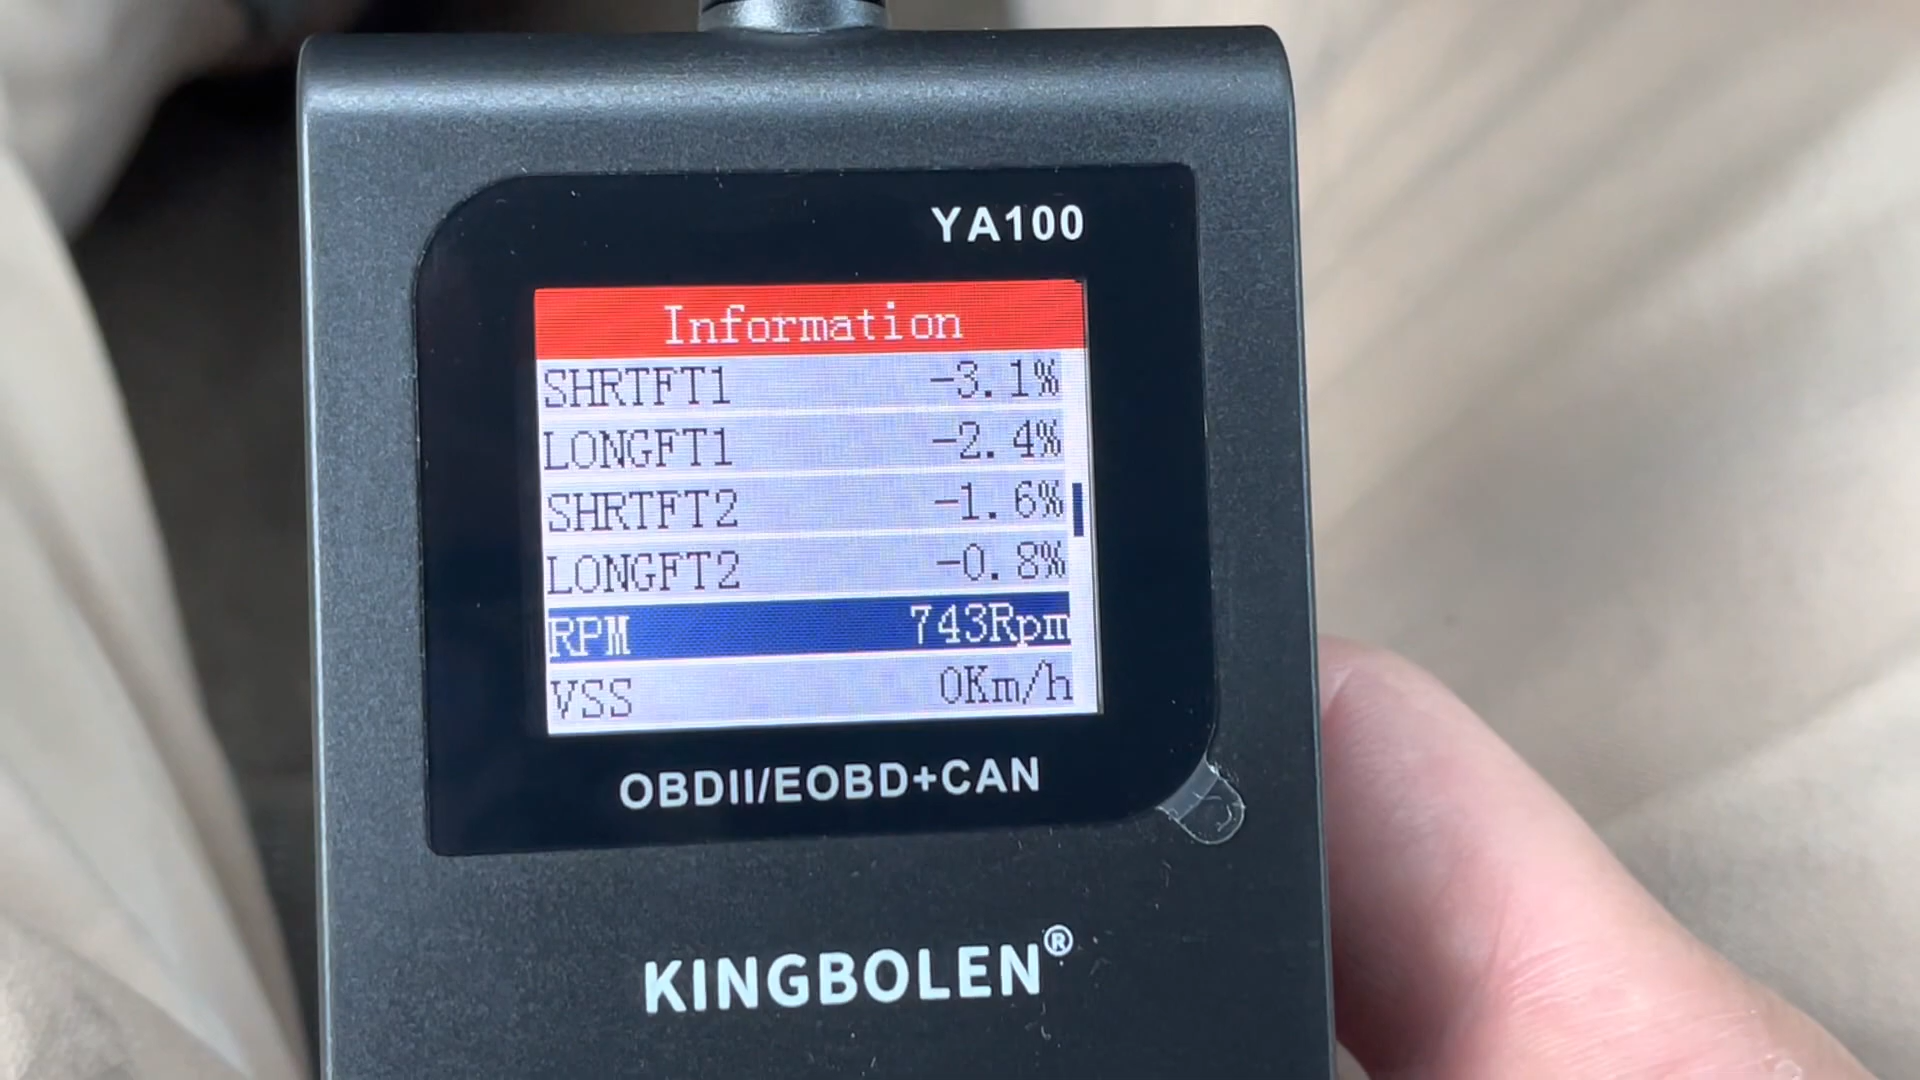 YA100
Information
SHRTFT1 -3.1%
LONGFT1 -2.4%
SHRTFT2 -1.6%
LONGFT2 -0.8%
RPM 743Rpm
VSS 0Km/h
OBDII/EOBD+CAN
KINGBOLEN®